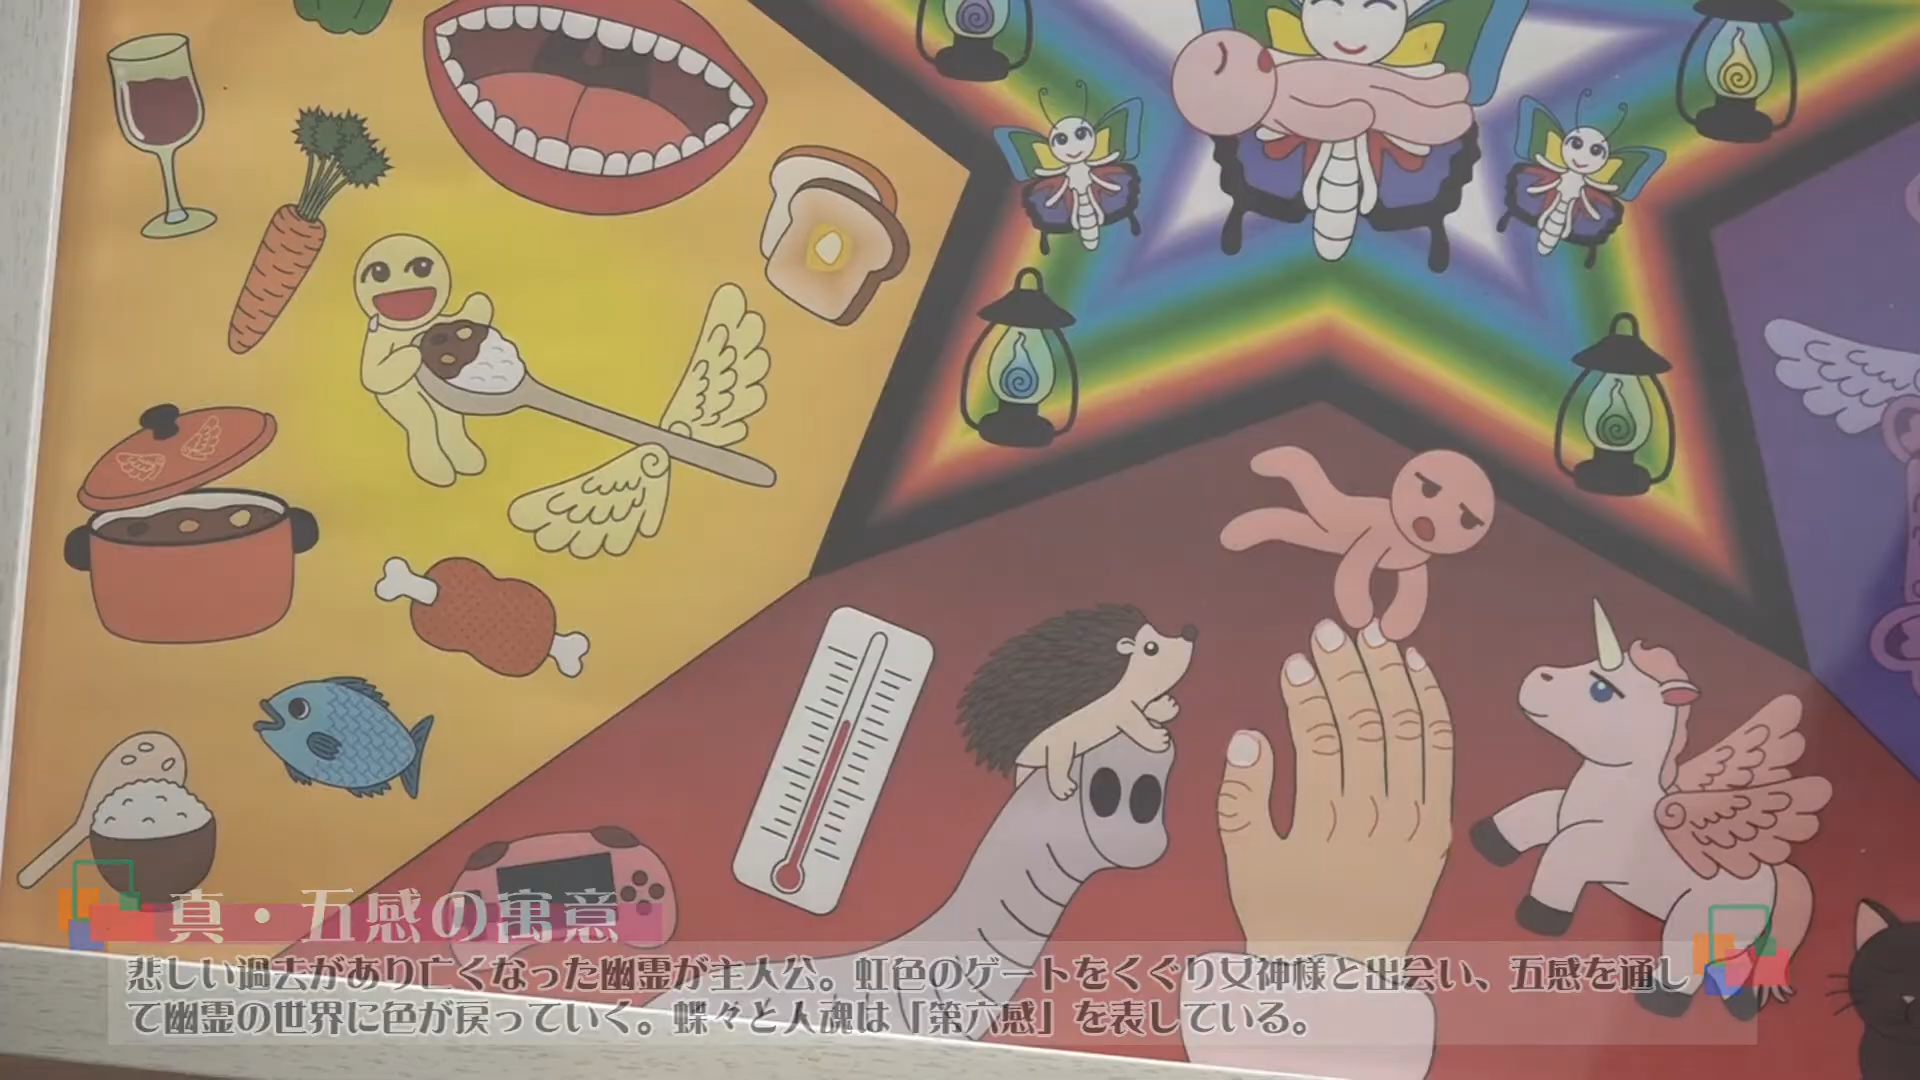 真・五感の寓意
悲しい過去があり亡くなった幽霊が主人公。虹色のゲートをくぐり女神様と出会い、五感を通し
て幽霊の世界に色が戻っていく。蝶々と人魂は「第六感」を表している。